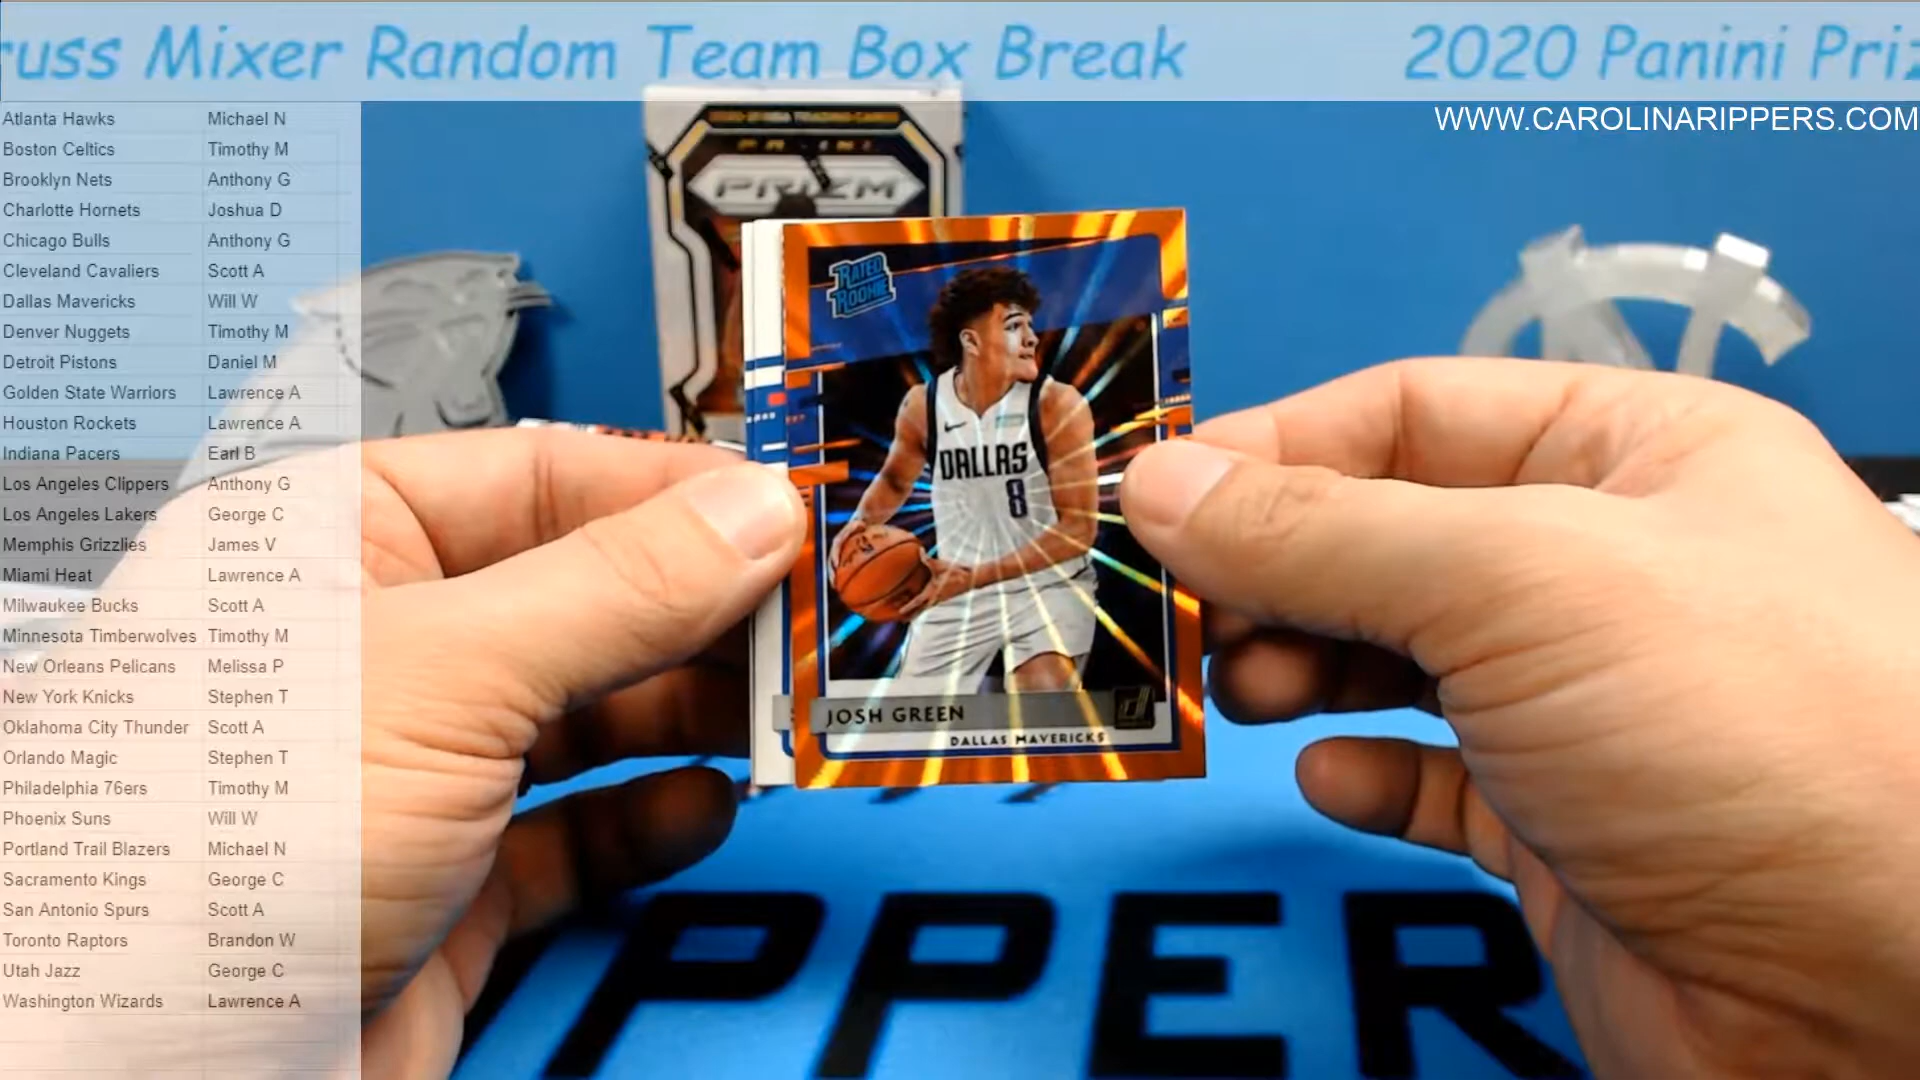 russ Mixer Random Team Box Break 2020 Panini Priz
WWW.CAROLINARIPPERS.COM
Atlanta Hawks Michael N
Boston Celtics Timothy M
Brooklyn Nets Anthony G
Charlotte Hornets Joshua D
Chicago Bulls Anthony G
Cleveland Cavaliers Scott A
Dallas Mavericks Will W
Denver Nuggets Timothy M
Detroit Pistons Daniel M
Golden State Warriors Lawrence A
Houston Rockets Lawrence A
Indiana Pacers Earl B
Los Angeles Clippers Anthony G
Los Angeles Lakers George C
Memphis Grizzlies James V
Miami Heat Lawrence A
Milwaukee Bucks Scott A
Minnesota Timberwolves Timothy M
New Orleans Pelicans Melissa P
New York Knicks Stephen T
Oklahoma City Thunder Scott A
Orlando Magic Stephen T
Philadelphia 76ers Timothy M
Phoenix Suns Will W
Portland Trail Blazers Michael N
Sacramento Kings George C
San Antonio Spurs Scott A
Toronto Raptors Brandon W
Utah Jazz George C
Washington Wizards Lawrence A
PRIZM
RATED
ROOKIE
DALLAS
8
JOSH GREEN
DALLAS MAVERICKS
IPPER